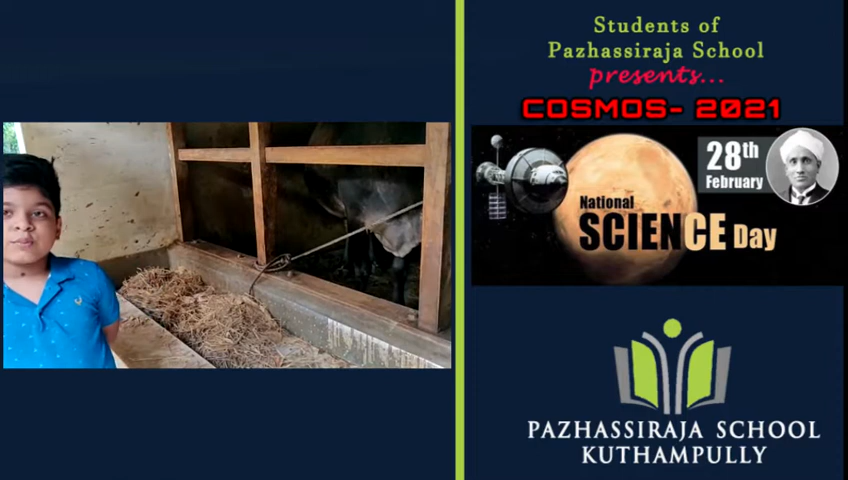 Students of
Pazhassiraja School
presents...
COSMOS- 2021
28th
February
National
SCIENCE Day
PAZHASSIRAJA SCHOOL
KUTHAMPULLY